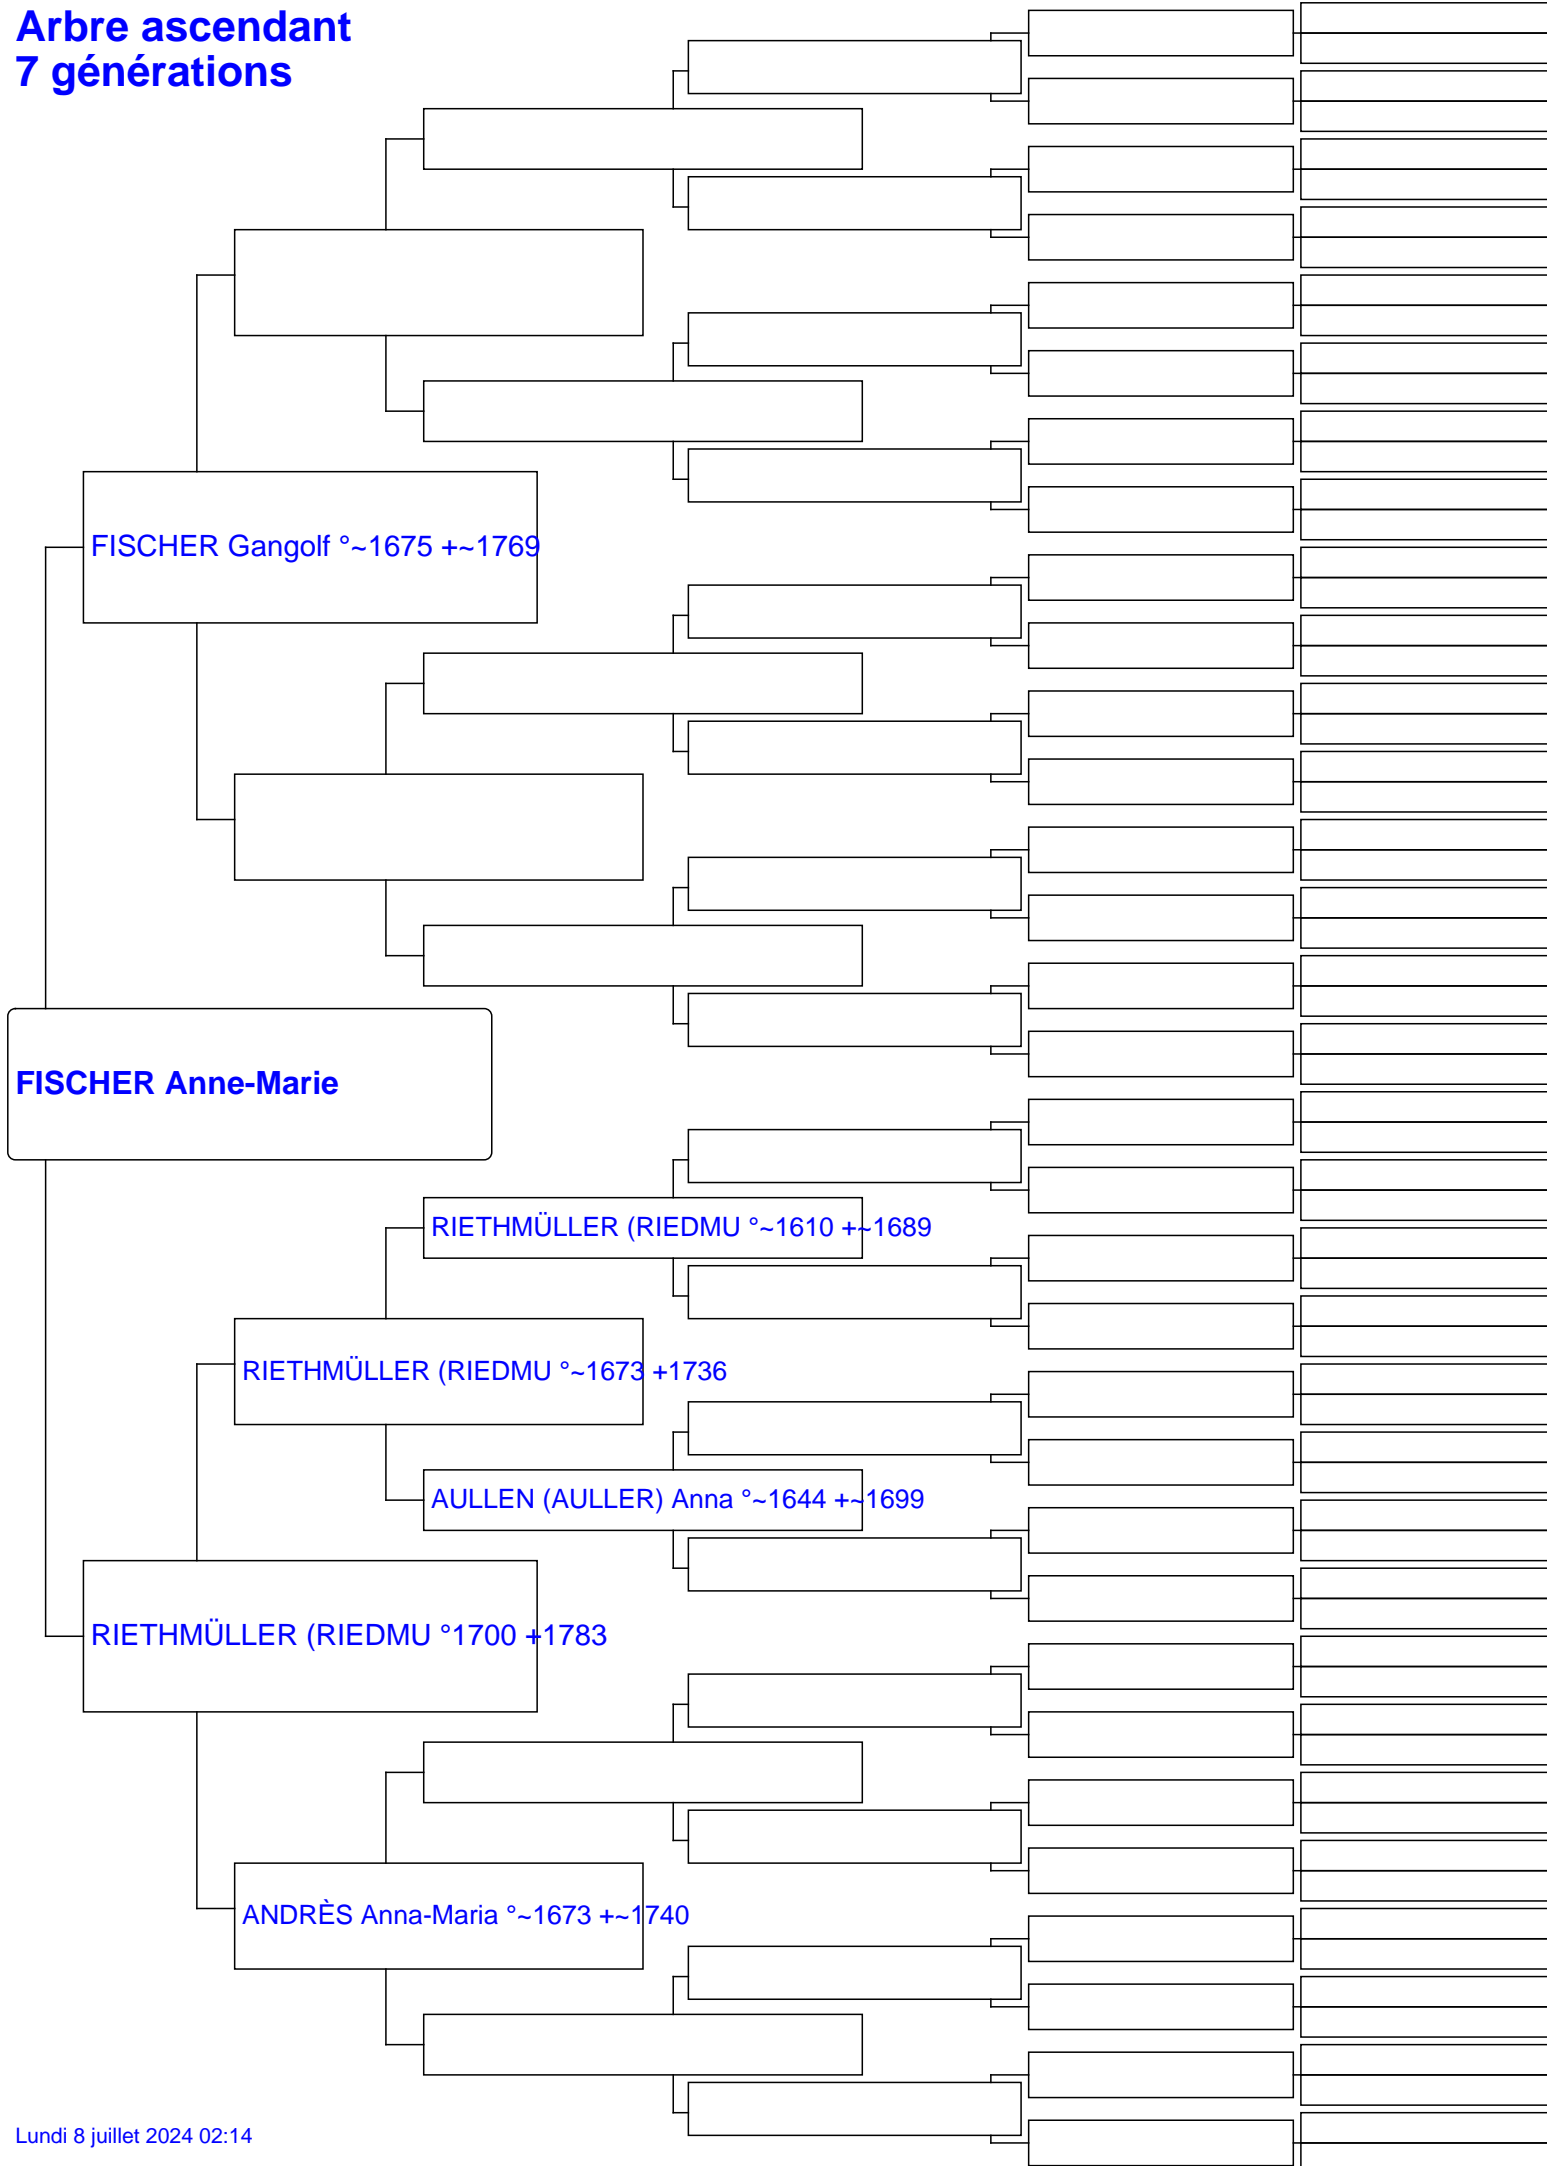 Arbre ascendant
7 générations
FISCHER Gangolf °~1675 +~1769
FISCHER Anne-Marie
RIETHMÜLLER (RIEDMU °~1610 +~1689
RIETHMÜLLER (RIEDMU °~1673 +1736
AULLEN (AULLER) Anna °~1644 +~1699
RIETHMÜLLER (RIEDMU °1700 +1783
ANDRÈS Anna-Maria °~1673 +~1740
Lundi 8 juillet 2024 02:14